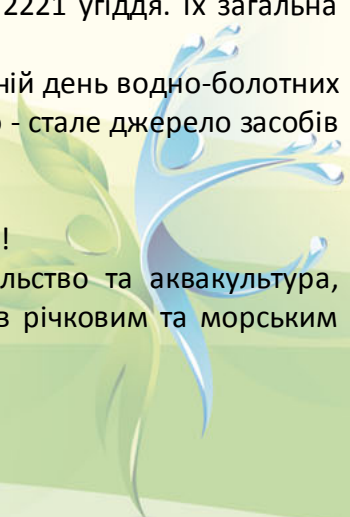 2221 угіддя. Їх загальна
ній день водно-болотних
- стале джерело засобів
!
льство та аквакультура,
в річковим та морським